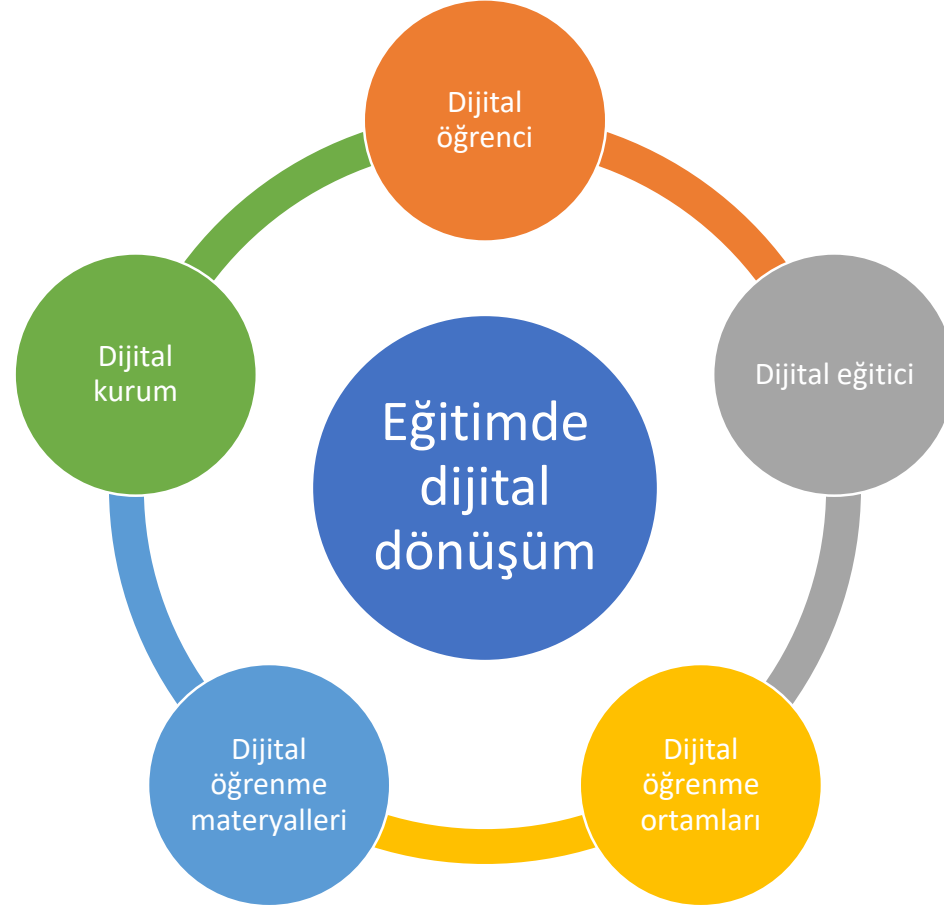 Dijital
öğrenci
Dijital eğitici
Dijital
öğrenme
ortamları
Dijital
öğrenme
materyalleri
Dijital
kurum
Eğitimde
dijital
dönüşüm